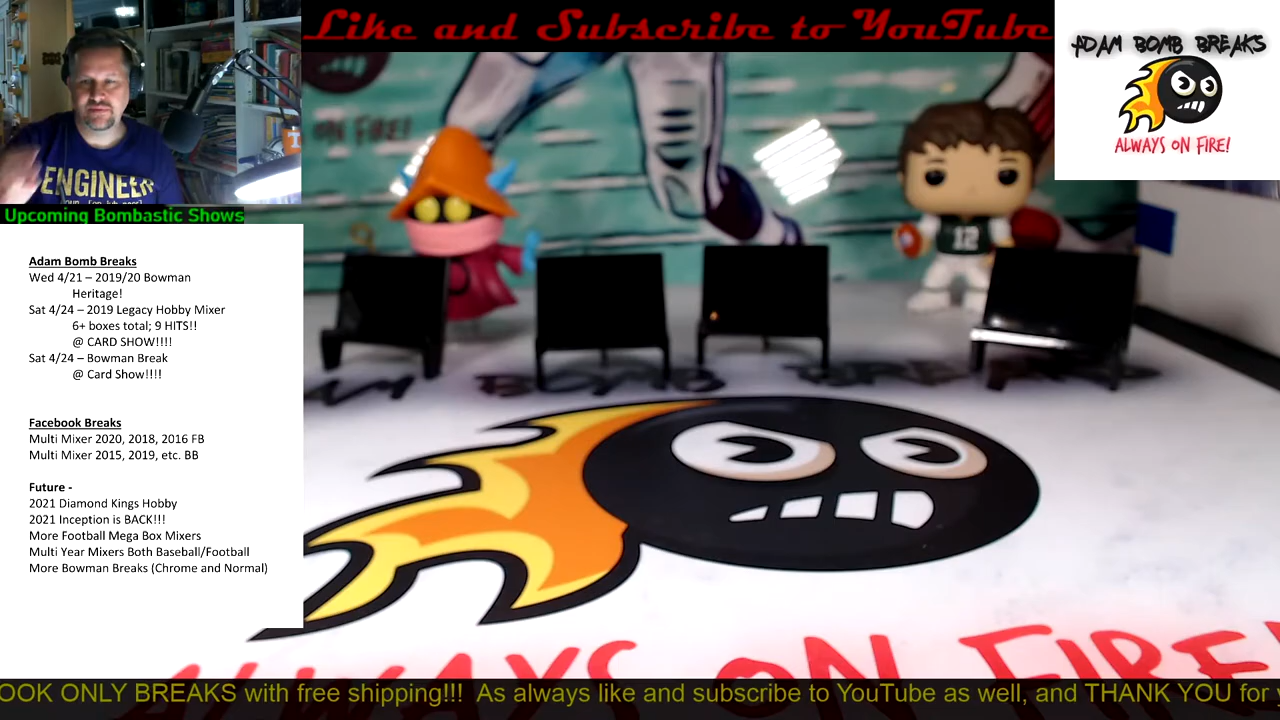 Like and Subscribe to YouTube
ADAM BOMB BREAKS
ALWAYS ON FIRE!
ENGINEER
T
Upcoming Bombastic Shows
Adam Bomb Breaks
Wed 4/21 – 2019/20 Bowman
Heritage!
Sat 4/24 – 2019 Legacy Hobby Mixer
6+ boxes total; 9 HITS!!
@ CARD SHOW!!!!
Sat 4/24 – Bowman Break
@ Card Show!!!!
Facebook Breaks
Multi Mixer 2020, 2018, 2016 FB
Multi Mixer 2015, 2019, etc. BB
Future -
2021 Diamond Kings Hobby
2021 Inception is BACK!!!
More Football Mega Box Mixers
Multi Year Mixers Both Baseball/Football
More Bowman Breaks (Chrome and Normal)
ON FIRE!
12
ALWAYS ON FIRE!
OOK ONLY BREAKS with free shipping!!!  As always like and subscribe to YouTube as well, and THANK YOU for